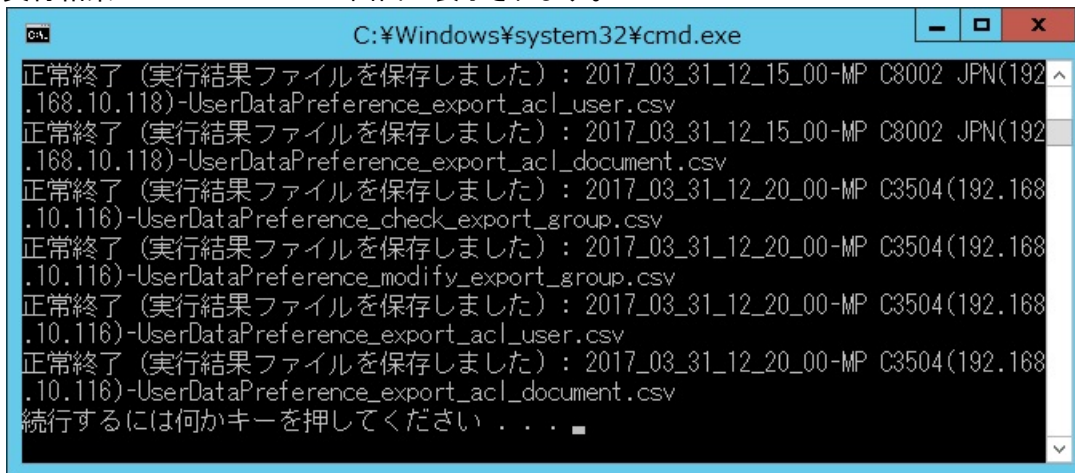 C:¥Windows¥system32¥cmd.exe
正常終了（実行結果ファイルを保存しました）: 2017_03_31_12_15_00-MP C8002 JPN(192
.168.10.118)-UserDataPreference_export_acl_user.csv
正常終了（実行結果ファイルを保存しました）: 2017_03_31_12_15_00-MP C8002 JPN(192
.168.10.118)-UserDataPreference_export_acl_document.csv
正常終了（実行結果ファイルを保存しました）: 2017_03_31_12_20_00-MP C3504(192.168
.10.116)-UserDataPreference_check_export_group.csv
正常終了（実行結果ファイルを保存しました）: 2017_03_31_12_20_00-MP C3504(192.168
.10.116)-UserDataPreference_modify_export_group.csv
正常終了（実行結果ファイルを保存しました）: 2017_03_31_12_20_00-MP C3504(192.168
.10.116)-UserDataPreference_export_acl_user.csv
正常終了（実行結果ファイルを保存しました）: 2017_03_31_12_20_00-MP C3504(192.168
.10.116)-UserDataPreference_export_acl_document.csv
続行するには何かキーを押してください . . .